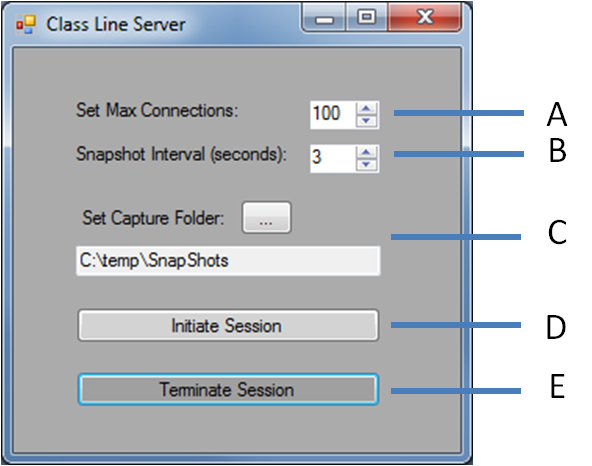 Class Line Server
Set Max Connections: 100 A
Snapshot Interval (seconds): 3 B
Set Capture Folder: ... C
C:\temp\SnapShots
Initiate Session D
Terminate Session E